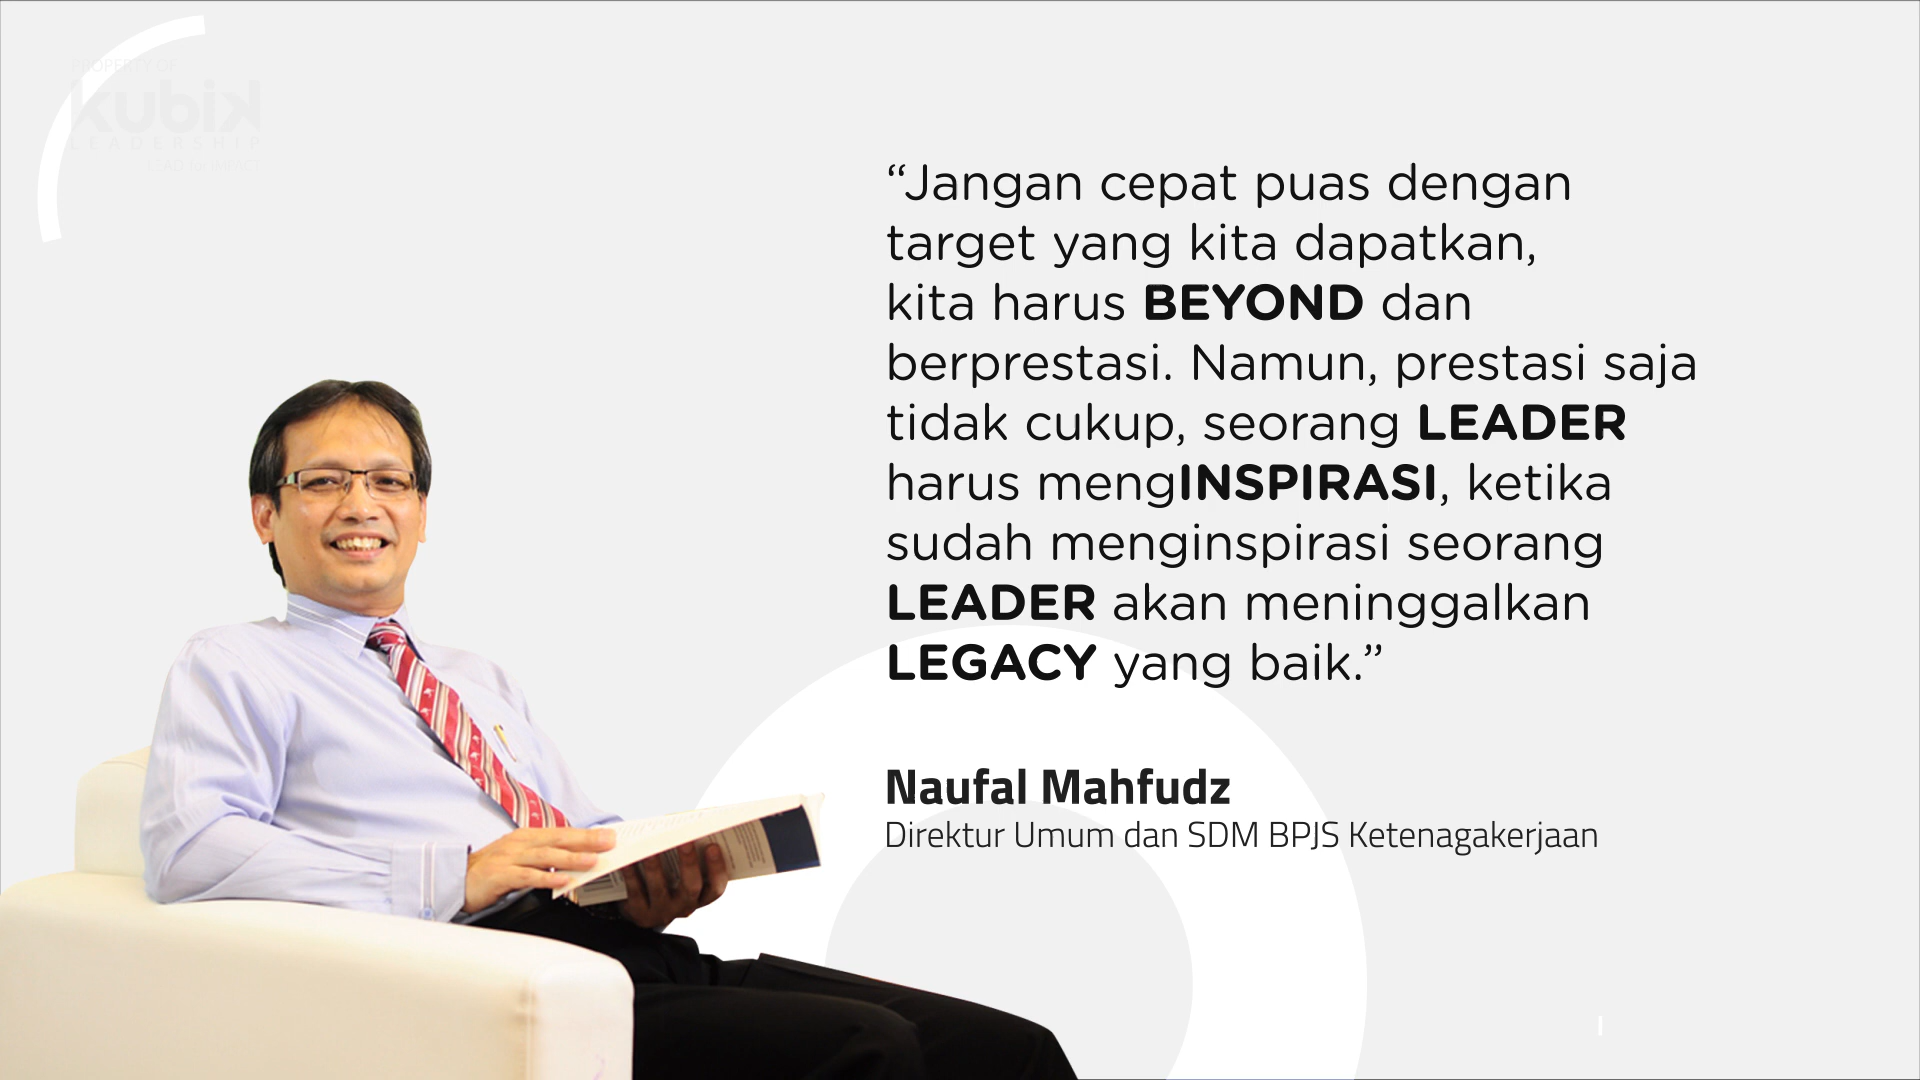 PROPERTY OF
kubik
LEADERSHIP
“Jangan cepat puas dengan
target yang kita dapatkan,
kita harus BEYOND dan
berprestasi. Namun, prestasi saja
tidak cukup, seorang LEADER
harus mengINSPIRASI, ketika
sudah menginspirasi seorang
LEADER akan meninggalkan
LEGACY yang baik.”
Naufal Mahfudz
Direktur Umum dan SDM BPJS Ketenagakerjaan